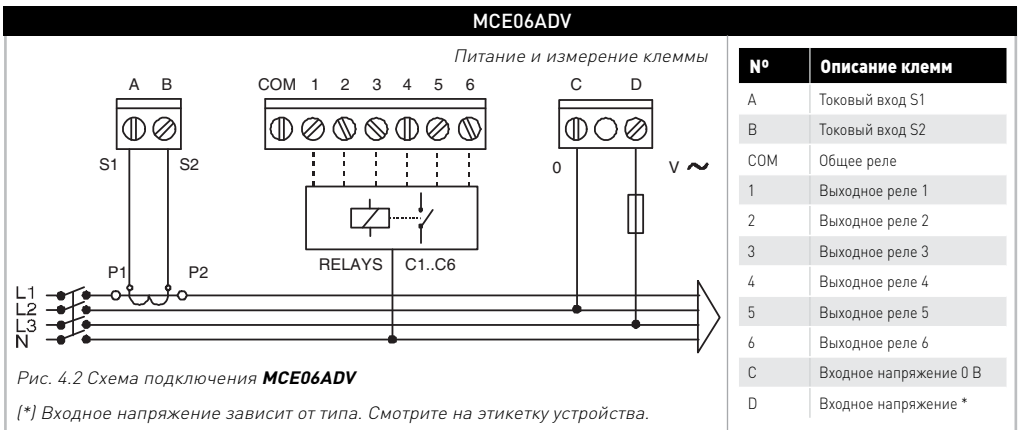 MCE06ADV
Питание и измерение клеммы
A B COM 1 2 3 4 5 6 C D
S1 S2 0 V ~
RELAYS C1..C6
P1 P2
L1
L2
L3
N
Рис. 4.2 Схема подключения MCE06ADV
(*) Входное напряжение зависит от типа. Смотрите на этикетку устройства.
Nº Описание клемм
A Токовый вход S1
B Токовый вход S2
COM Общее реле
1 Выходное реле 1
2 Выходное реле 2
3 Выходное реле 3
4 Выходное реле 4
5 Выходное реле 5
6 Выходное реле 6
C Входное напряжение 0 В
D Входное напряжение *